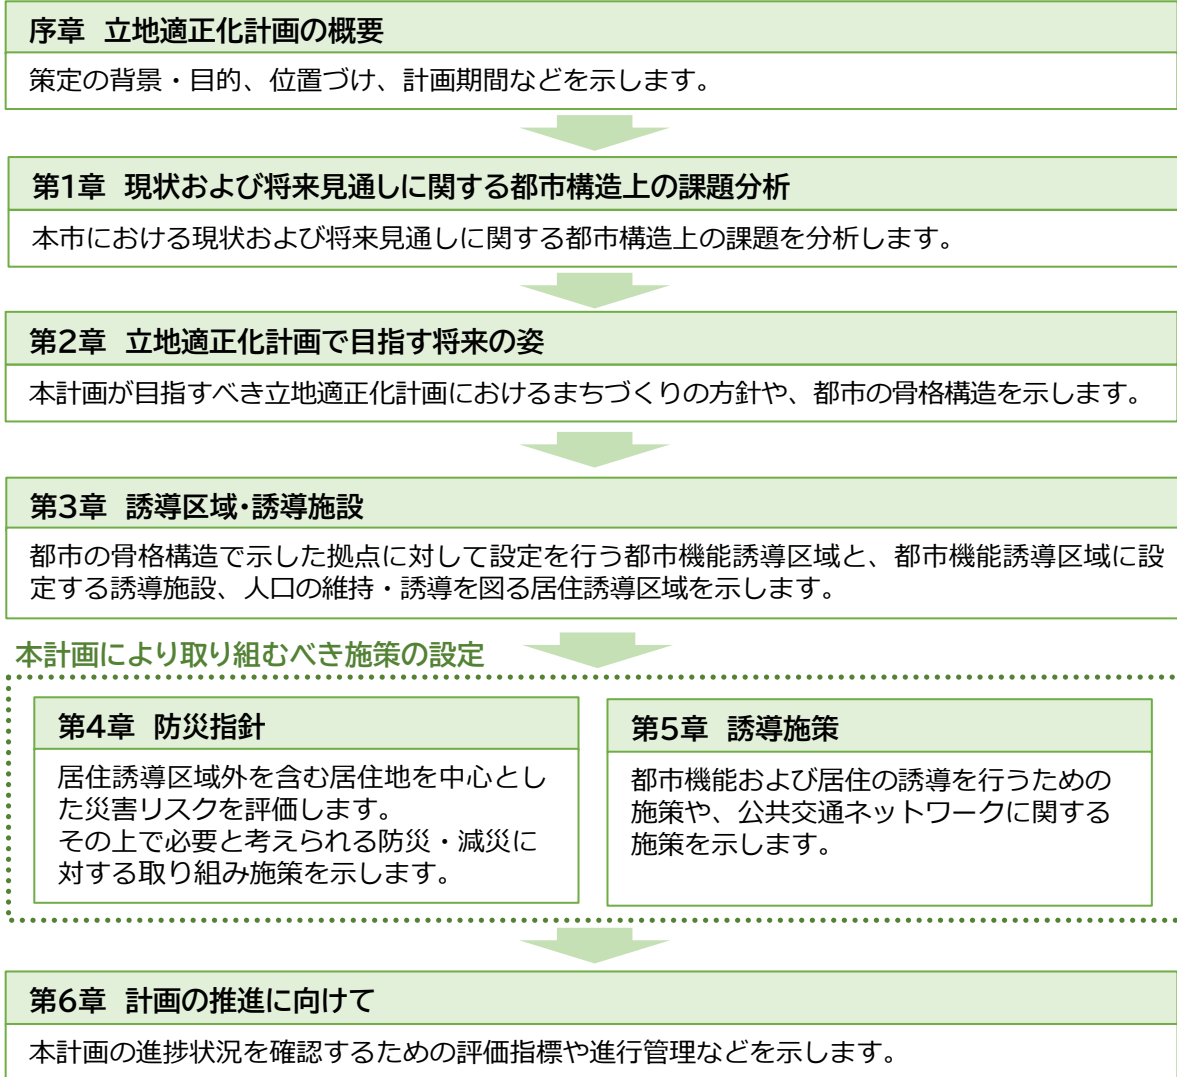 序章 立地適正化計画の概要
策定の背景・目的、位置づけ、計画期間などを示します。
第1章 現状および将来見通しに関する都市構造上の課題分析
本市における現状および将来見通しに関する都市構造上の課題を分析します。
第2章 立地適正化計画で目指す将来の姿
本計画が目指すべき立地適正化計画におけるまちづくりの方針や、都市の骨格構造を示します。
第3章 誘導区域・誘導施設
都市の骨格構造で示した拠点に対して設定を行う都市機能誘導区域と、都市機能誘導区域に設
定する誘導施設、人口の維持・誘導を図る居住誘導区域を示します。
本計画により取り組むべき施策の設定
第4章 防災指針
居住誘導区域外を含む居住地を中心とし
た災害リスクを評価します。
その上で必要と考えられる防災・減災に
対する取り組み施策を示します。
第5章 誘導施策
都市機能および居住の誘導を行うための
施策や、公共交通ネットワークに関する
施策を示します。
第6章 計画の推進に向けて
本計画の進捗状況を確認するための評価指標や進行管理などを示します。